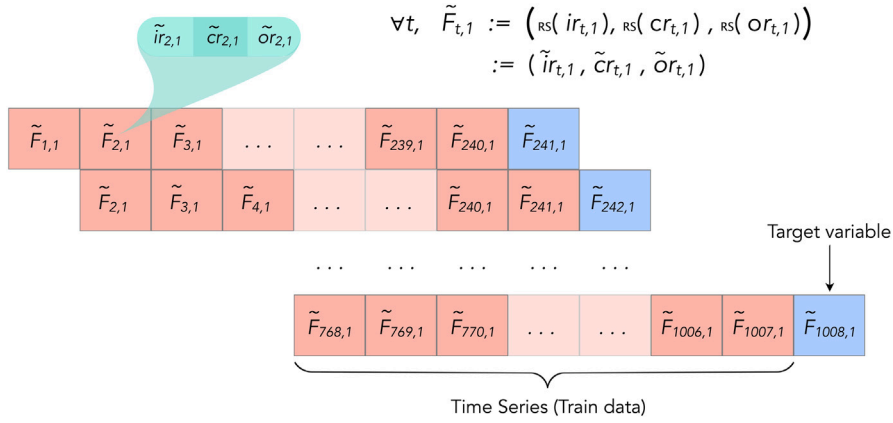 ∀t, F̃t,1 := (RS( irt,1), RS( crt,1) , RS( ort,1))
:= ( ĩrt,1 , c̃rt,1 , õrt,1)
ĩr2,1 c̃r2,1 õr2,1
F̃1,1 F̃2,1 F̃3,1 . . . . . . F̃239,1 F̃240,1 F̃241,1
F̃2,1 F̃3,1 F̃4,1 . . . . . . F̃240,1 F̃241,1 F̃242,1
. . . . . . . . . . . . . . .
Target variable
F̃768,1 F̃769,1 F̃770,1 . . . . . . F̃1006,1 F̃1007,1 F̃1008,1
Time Series (Train data)